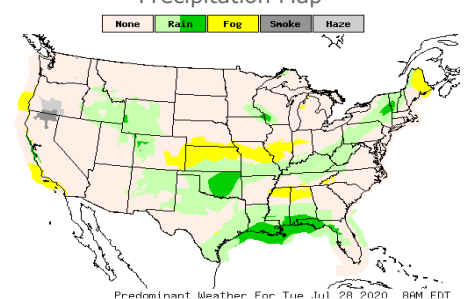 Precipitation Map
None Rain Fog Smoke Haze
Predominant Weather For Tue Jul 28 2020 8AM EDT